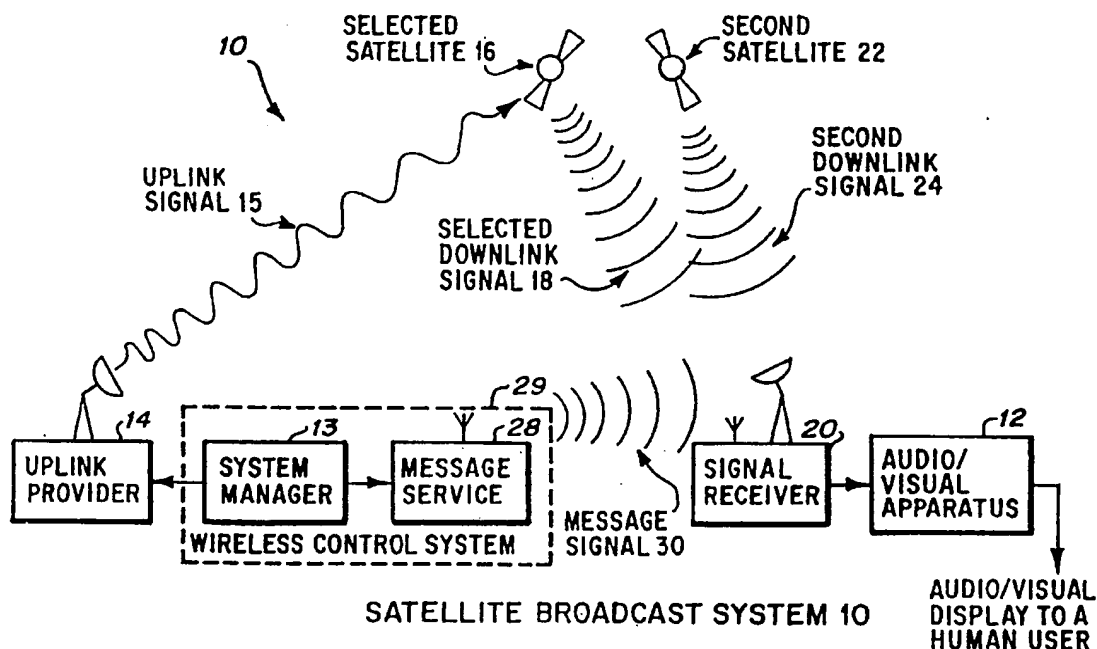 10
SELECTED
SATELLITE 16
SECOND
SATELLITE 22
UPLINK
SIGNAL 15
SELECTED
DOWNLINK
SIGNAL 18
SECOND
DOWNLINK
SIGNAL 24
14
UPLINK
PROVIDER
29
13
SYSTEM
MANAGER
28
MESSAGE
SERVICE
WIRELESS CONTROL SYSTEM
MESSAGE
SIGNAL 30
20
SIGNAL
RECEIVER
12
AUDIO/
VISUAL
APPARATUS
AUDIO/VISUAL
DISPLAY TO A
HUMAN USER
SATELLITE BROADCAST SYSTEM 10